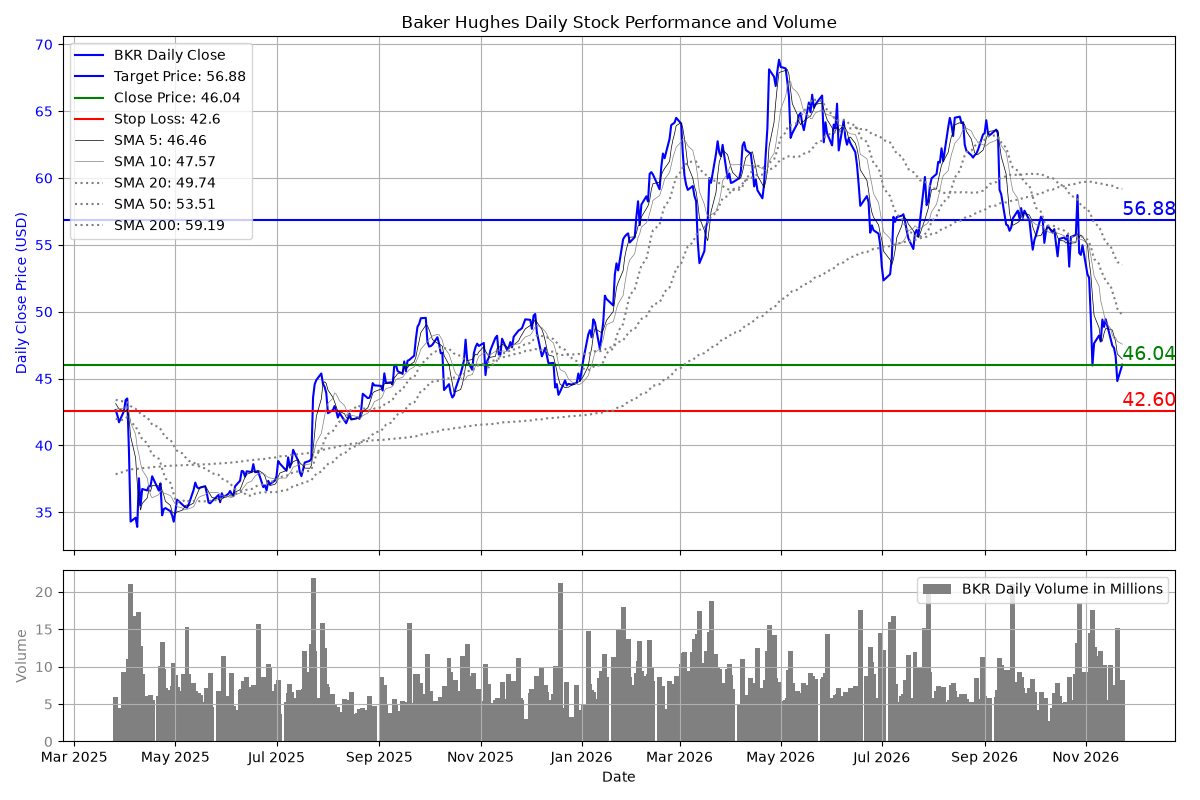 Baker Hughes Daily Stock Performance and Volume
70
65
60
55
50
45
40
35
Daily Close Price (USD)
BKR Daily Close
Target Price: 56.88
Close Price: 46.04
Stop Loss: 42.6
SMA 5: 46.46
SMA 10: 47.57
SMA 20: 49.74
SMA 50: 53.51
SMA 200: 59.19
56.88
46.04
42.60
20
15
10
5
0
Volume
BKR Daily Volume in Millions
Mar 2025
May 2025
Jul 2025
Sep 2025
Nov 2025
Jan 2026
Mar 2026
May 2026
Jul 2026
Sep 2026
Nov 2026
Date